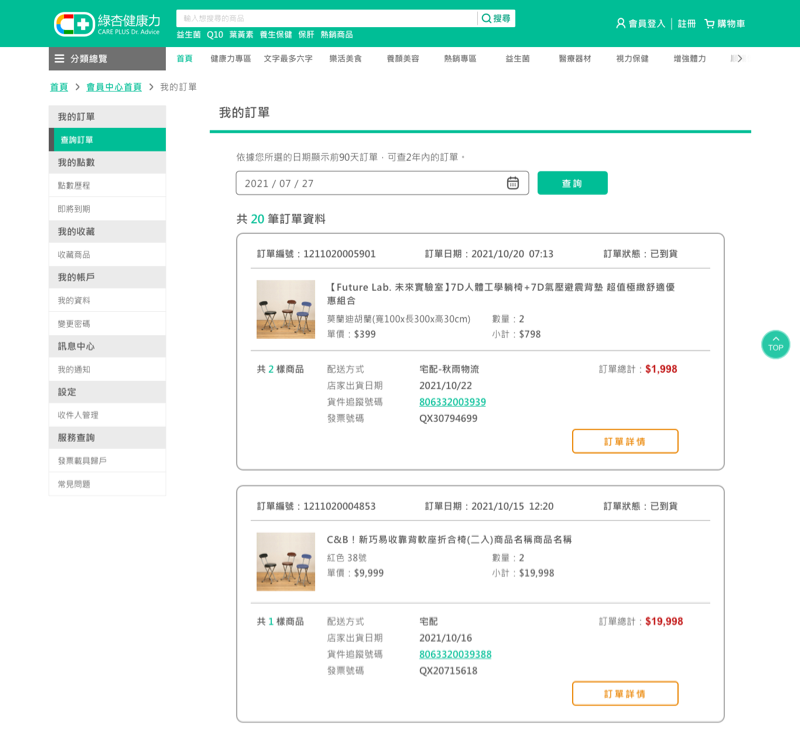 綠杏健康力
CARE PLUS Dr. Advice
輸入想搜尋的商品
搜尋
會員登入 | 註冊 購物車
益生菌 Q10 葉黃素 養生保健 保肝 熱銷商品
分類總覽
首頁 健康力專區 文字最多六字 樂活美食 養顏美容 熱銷專區 益生菌 醫療器材 視力保健 增強體力
首頁 > 會員中心首頁 > 我的訂單
我的訂單
查詢訂單
我的點數
點數歷程
即將到期
我的收藏
收藏商品
我的帳戶
我的資料
變更密碼
訊息中心
我的通知
設定
收件人管理
服務查詢
發票載具歸戶
常見問題
我的訂單
依據您所選的日期顯示前90天訂單，可查2年內的訂單。
2021 / 07 / 27
查詢
共 20 筆訂單資料
訂單編號：1211020005901 訂單日期：2021/10/20 07:13 訂單狀態：已到貨
【Future Lab. 未來實驗室】7D人體工學躺椅+7D氣壓避震背墊 超值極緻舒適優
惠組合
莫蘭迪胡蘭(寬100x長300x高30cm) 數量：2
單價：$399 小計：$798
共 2 樣商品 配送方式 宅配-秋雨物流 訂單總計：$1,998
店家出貨日期 2021/10/22
貨件追蹤號碼 806332003939
發票號碼 QX30794699
訂單詳情
訂單編號：1211020004853 訂單日期：2021/10/15 12:20 訂單狀態：已到貨
C&B！新巧易收靠背軟座折合椅(二入)商品名稱商品名稱
紅色 38號 數量：2
單價：$9,999 小計：$19,998
共 1 樣商品 配送方式 宅配 訂單總計：$19,998
店家出貨日期 2021/10/16
貨件追蹤號碼 8063320039388
發票號碼 QX20715618
訂單詳情
TOP